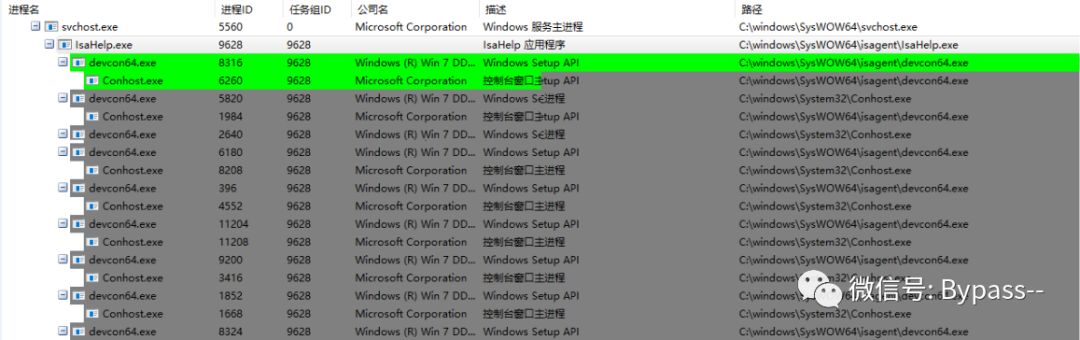 进程名 进程ID 任务组ID 公司名 描述 路径
svchost.exe 5560 0 Microsoft Corporation Windows 服务主进程 C:\windows\SysWOW64\svchost.exe
IsaHelp.exe 9628 9628 IsaHelp 应用程序 C:\windows\SysWOW64\isagent\IsaHelp.exe
devcon64.exe 8316 9628 Windows (R) Win 7 DD... Windows Setup API C:\windows\SysWOW64\isagent\devcon64.exe
Conhost.exe 6260 9628 Microsoft Corporation 控制台窗口主etup API C:\windows\SysWOW64\isagent\devcon64.exe
devcon64.exe 5820 9628 Windows (R) Win 7 DD... Windows Se进程 C:\windows\System32\Conhost.exe
Conhost.exe 1984 9628 Microsoft Corporation 控制台窗口主etup API C:\windows\SysWOW64\isagent\devcon64.exe
devcon64.exe 2640 9628 Windows (R) Win 7 DD... Windows Se进程 C:\windows\System32\Conhost.exe
devcon64.exe 6180 9628 Windows (R) Win 7 DD... Windows Setup API C:\windows\SysWOW64\isagent\devcon64.exe
Conhost.exe 8208 9628 Microsoft Corporation 控制台窗口主进程 C:\windows\System32\Conhost.exe
devcon64.exe 396 9628 Windows (R) Win 7 DD... Windows Setup API C:\windows\SysWOW64\isagent\devcon64.exe
Conhost.exe 4552 9628 Microsoft Corporation 控制台窗口主进程 C:\windows\System32\Conhost.exe
devcon64.exe 11204 9628 Windows (R) Win 7 DD... Windows Setup API C:\windows\SysWOW64\isagent\devcon64.exe
Conhost.exe 11208 9628 Microsoft Corporation 控制台窗口主进程 C:\windows\System32\Conhost.exe
devcon64.exe 9200 9628 Windows (R) Win 7 DD... Windows Setup API C:\windows\SysWOW64\isagent\devcon64.exe
Conhost.exe 3416 9628 Microsoft Corporation 控制台窗口主进程 C:\windows\System32\Conhost.exe
devcon64.exe 1852 9628 Windows (R) Win 7 DD... Windows Setup API C:\windows\SysWOW64\isagent\devcon64.exe
微信号: Bypass--
Conhost.exe 1668 9628 Microsoft Corporation 控制台窗口主进程 C:\windows\System32\Conhost.exe
devcon64.exe 8324 9628 Windows (R) Win 7 DD... Windows Setup API C:\windows\SysWOW64\isagent\devcon64.exe